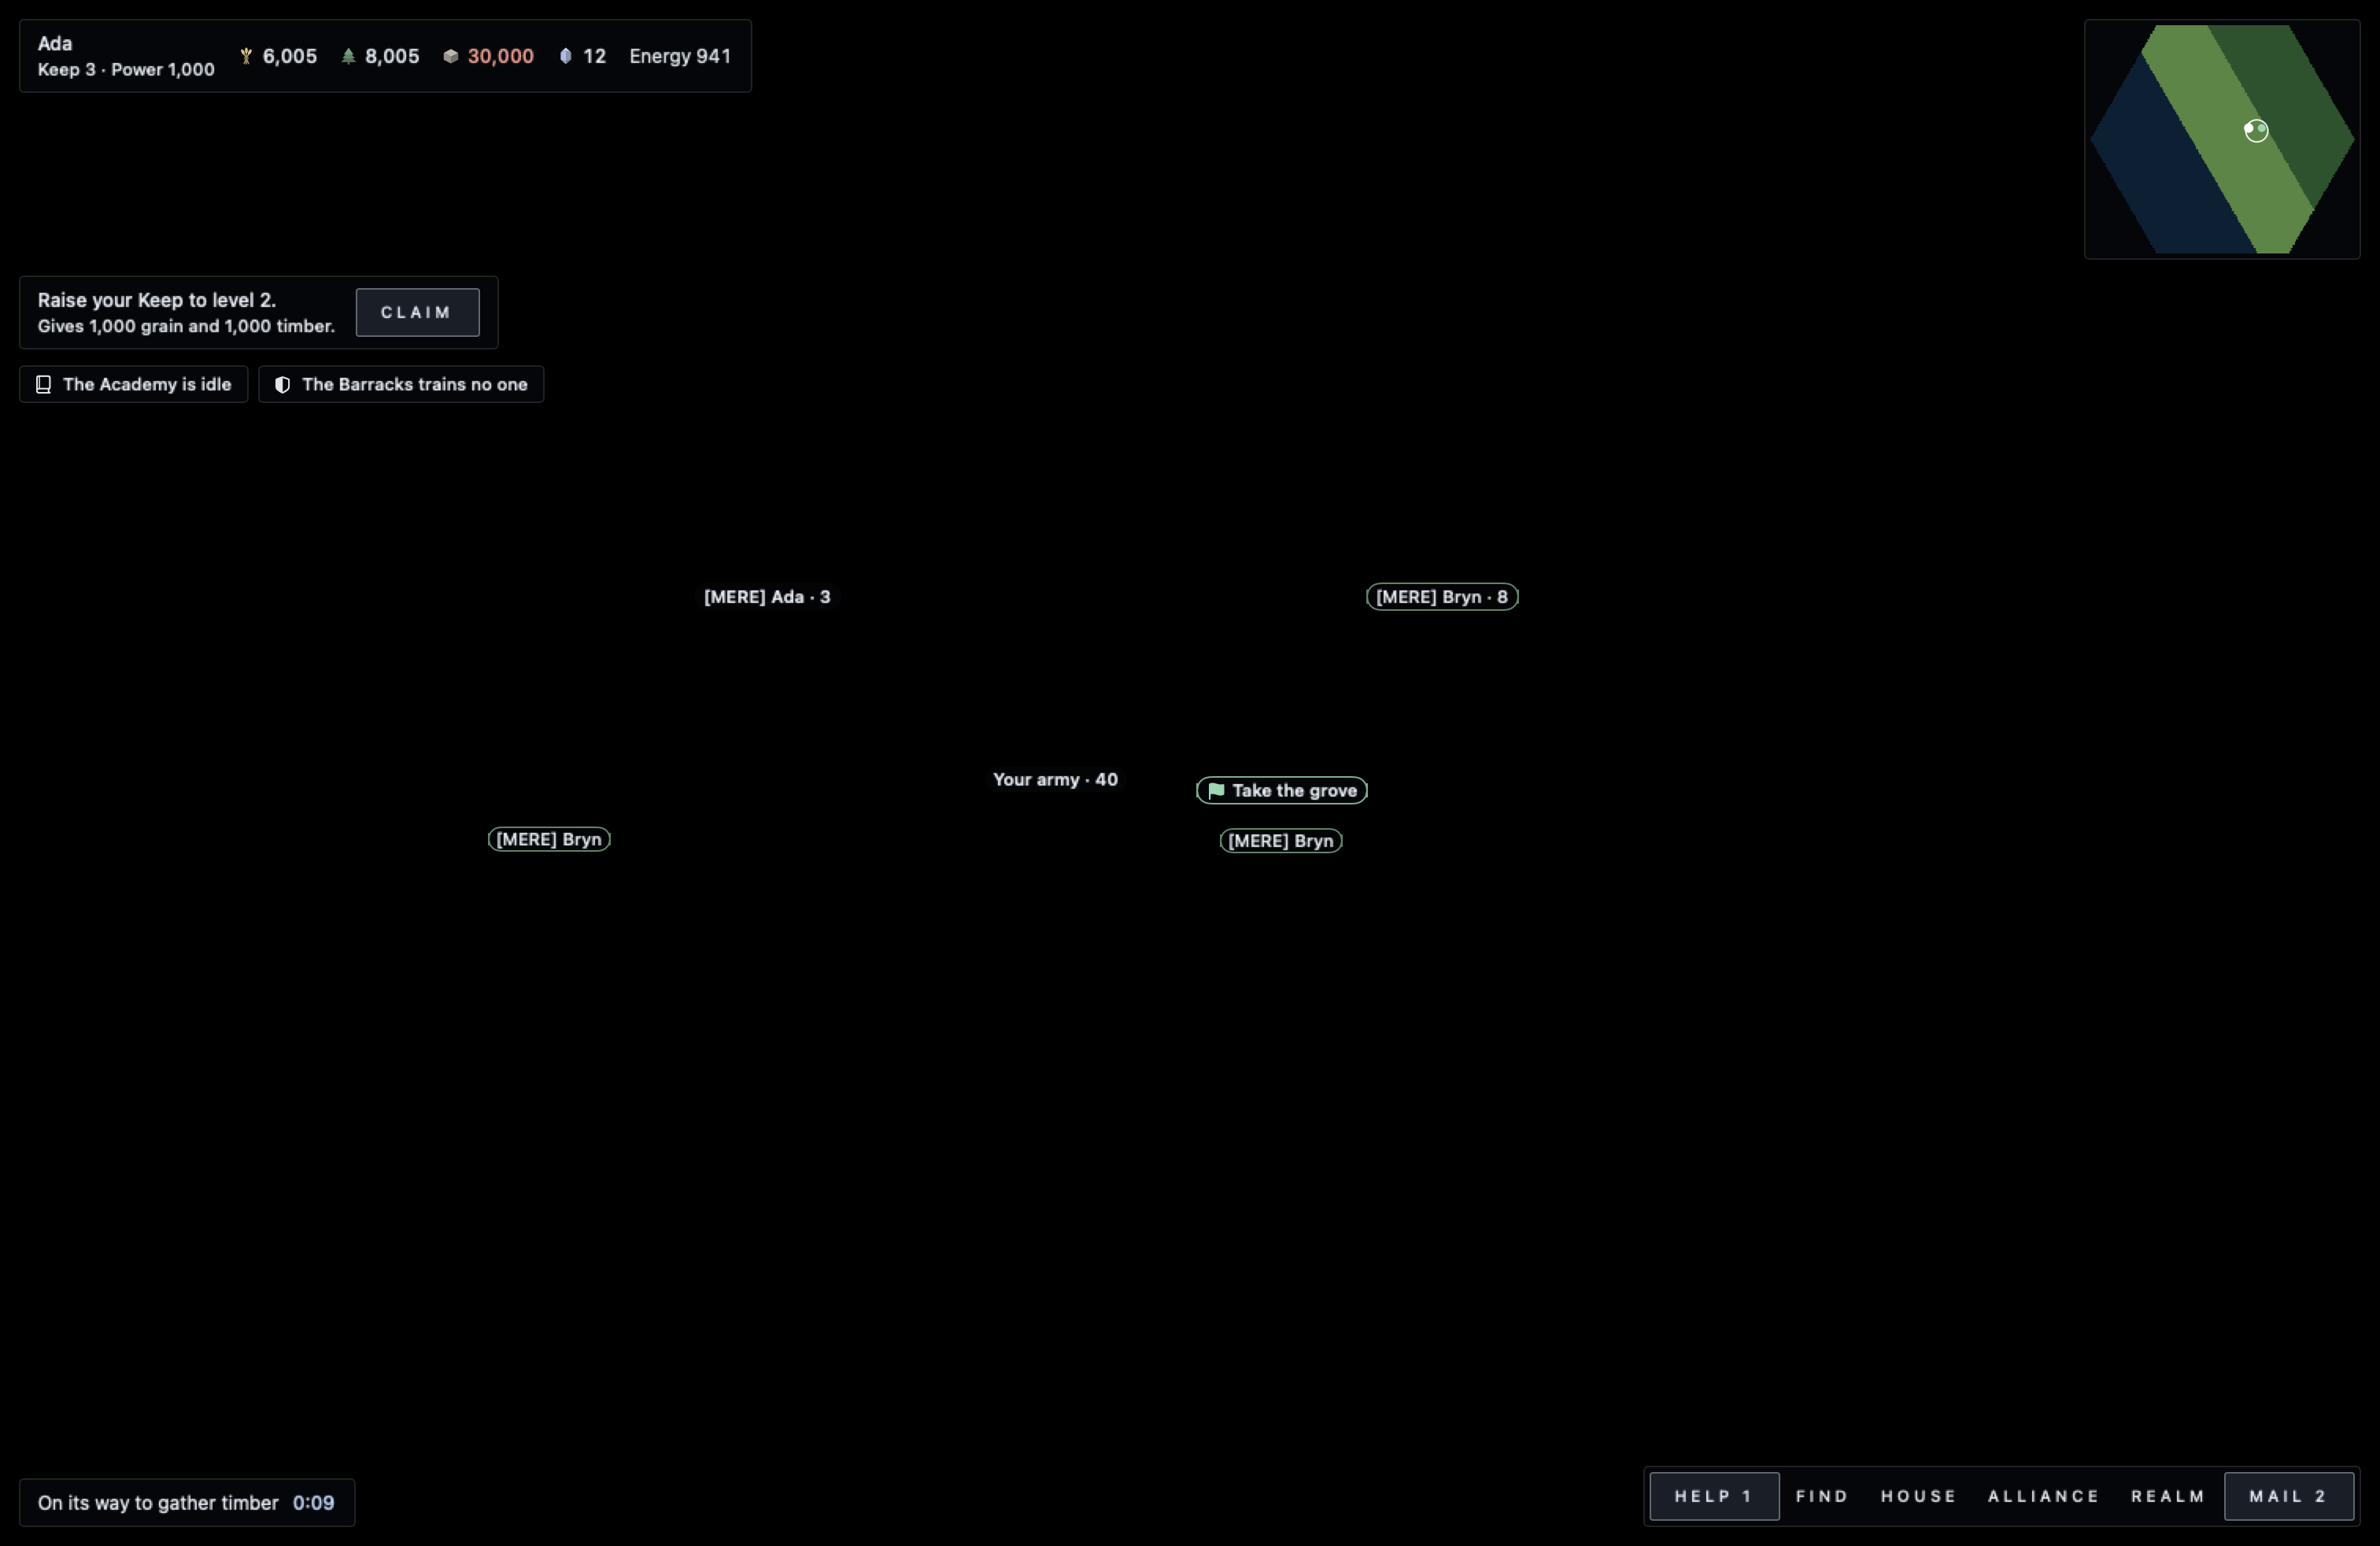 Ada
Keep 3 · Power 1,000
6,005
8,005
30,000
12
Energy 941
Raise your Keep to level 2.
Gives 1,000 grain and 1,000 timber.
CLAIM
The Academy is idle
The Barracks trains no one
[MERE] Ada · 3
[MERE] Bryn · 8
Your army · 40
Take the grove
[MERE] Bryn
[MERE] Bryn
On its way to gather timber 0:09
HELP 1
FIND
HOUSE
ALLIANCE
REALM
MAIL 2